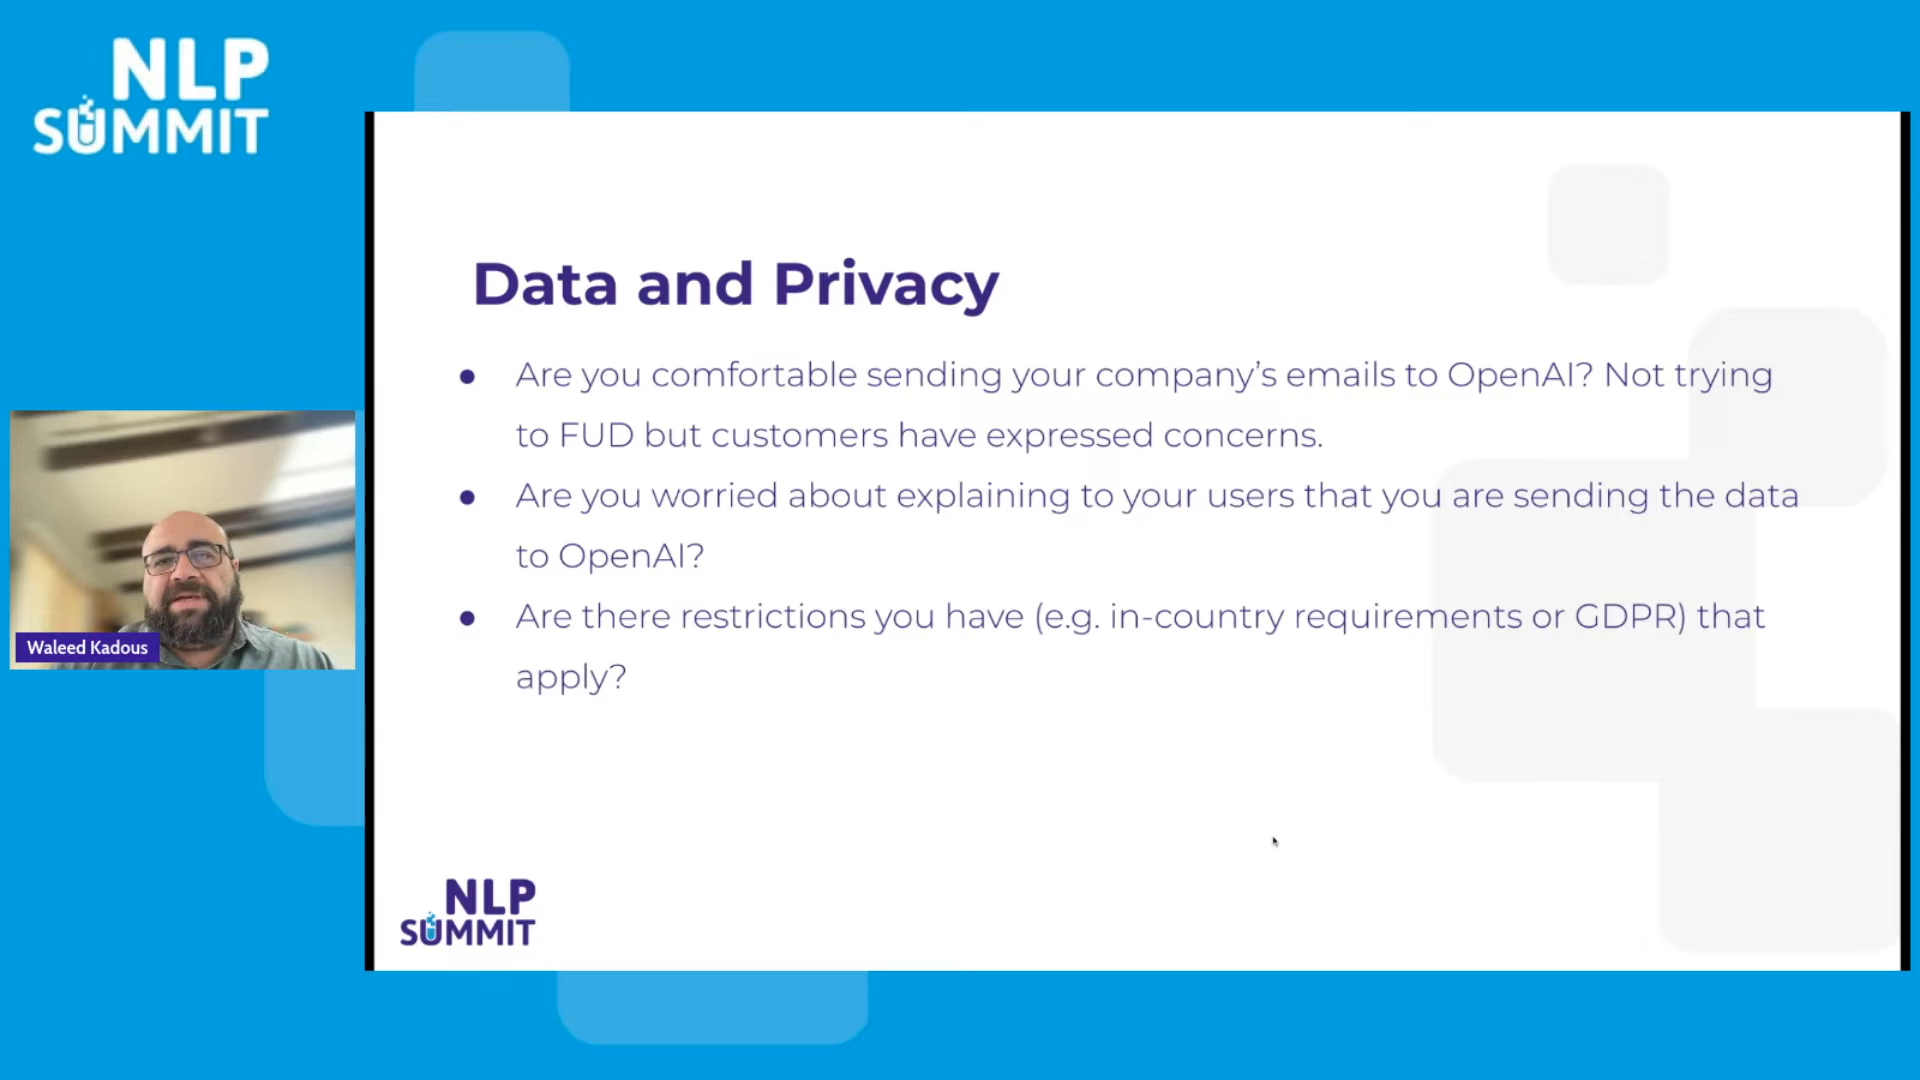 NLP
SUMMIT
Data and Privacy
● Are you comfortable sending your company’s emails to OpenAI? Not trying
to FUD but customers have expressed concerns.
● Are you worried about explaining to your users that you are sending the data
to OpenAI?
● Are there restrictions you have (e.g. in-country requirements or GDPR) that
apply?
Waleed Kadous
NLP
SUMMIT